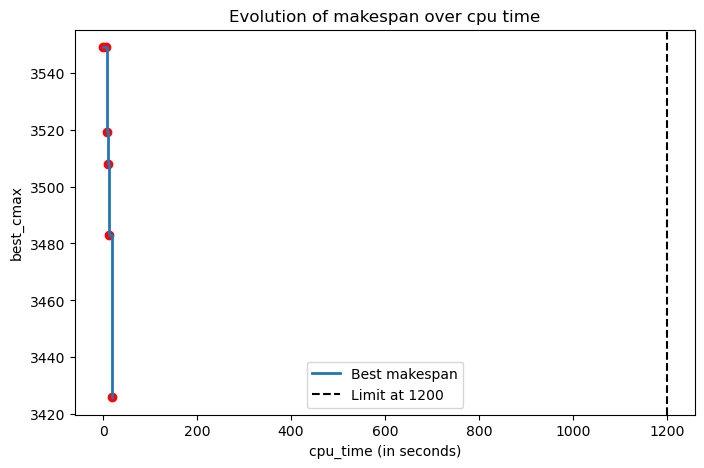 Evolution of makespan over cpu time
best_cmax
3540
3520
3500
3480
3460
3440
3420
0
200
400
600
800
1000
1200
cpu_time (in seconds)
Best makespan
Limit at 1200